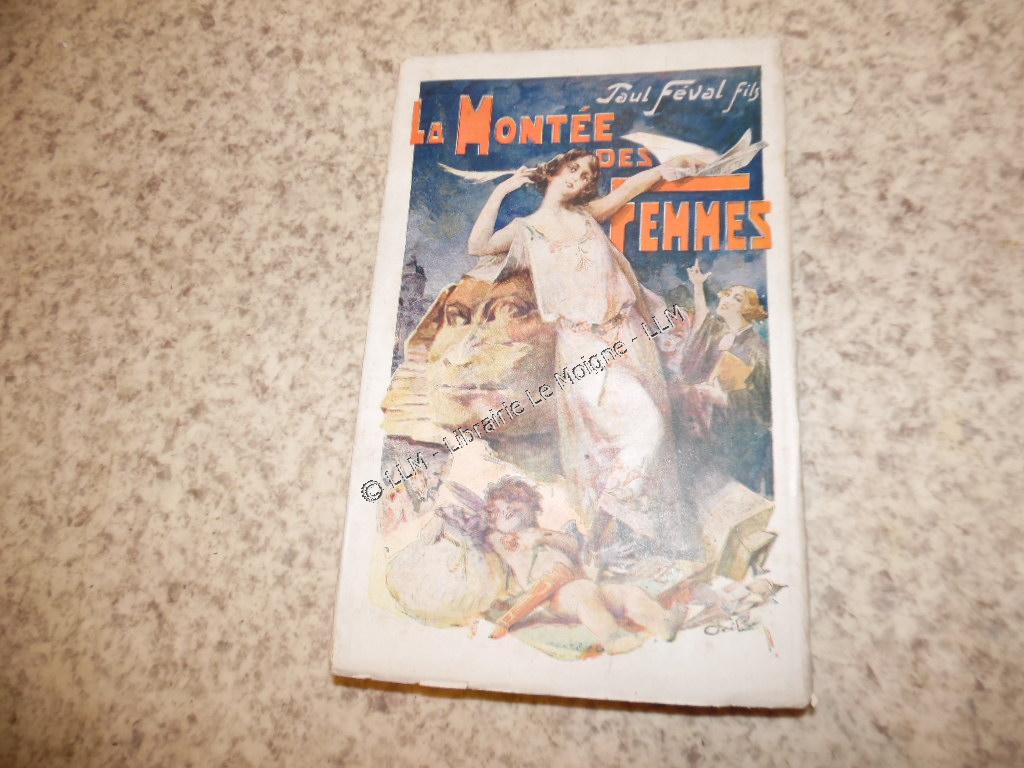 Paul Féval fils
LA MONTÉE
DES
FEMMES
© LLM - Librairie Le Moigne - LLM